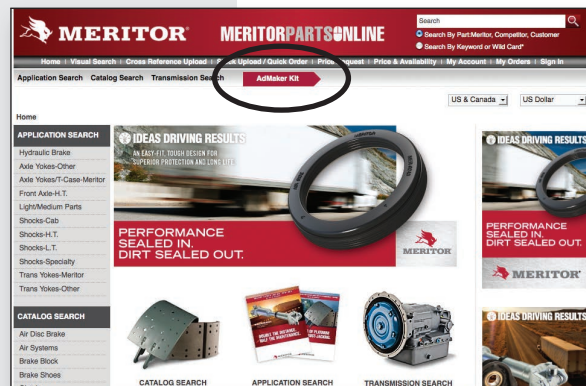 MERITOR®
MERITORPARTSONLINE
Search
Search By Part:Meritor, Competitor, Customer
Search By Keyword or Wild Card*
Home | Visual Search | Cross Reference Upload | Stock Upload / Quick Order | Price Request | Price & Availability | My Account | My Orders | Sign In
Application Search Catalog Search Transmission Search AdMaker Kit
US & Canada US Dollar
Home
APPLICATION SEARCH
Hydraulic Brake
Axle Yokes-Other
Axle Yokes/T-Case-Meritor
Front Axle-H.T.
Light/Medium Parts
Shocks-Cab
Shocks-H.T.
Shocks-L.T.
Shocks-Specialty
Trans Yokes-Meritor
Trans Yokes-Other
CATALOG SEARCH
Air Disc Brake
Air Systems
Brake Block
Brake Shoes
IDEAS DRIVING RESULTS
AN EASY-FIT, TOUGH DESIGN FOR
SUPERIOR PROTECTION AND LONG LIFE
PERFORMANCE
SEALED IN.
DIRT SEALED OUT.
MERITOR
CATALOG SEARCH
APPLICATION SEARCH
TRANSMISSION SEARCH
IDEAS DRIVING RESULTS
PERFORMANCE
SEALED IN.
DIRT SEALED OUT.
MERITOR
IDEAS DRIVING RESULTS